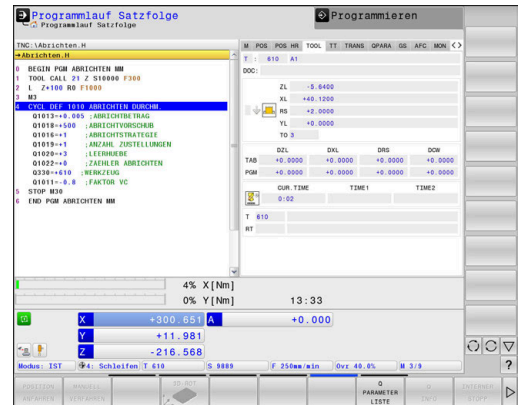 Programmlauf Satzfolge
Programmlauf Satzfolge
Programmieren
TNC:\Abrichten.H
→Abrichten.H
0 BEGIN PGM ABRICHTEN MM
1 TOOL CALL 21 Z S10000 F300
2 L Z+100 R0 F1000
3 M3
4 CYCL DEF 1010 ABRICHTEN DURCHM.
Q1013=+0.005 ;ABRICHTBETRAG
Q1018=+500 ;ABRICHTVORSCHUB
Q1016=+1 ;ABRICHTSTRATEGIE
Q1019=+1 ;ANZAHL ZUSTELLUNGEN
Q1020=+3 ;LEERHUEBE
Q1022=+0 ;ZAEHLER ABRICHTEN
Q330=+610 ;WERKZEUG
Q1011=-0.8 ;FAKTOR VC
5 STOP M30
6 END PGM ABRICHTEN MM
M POS POS HR TOOL TT TRANS QPARA GS AFC MON
T : 610 A1
DOC:
ZL -5.6400
XL +40.1200
RS +2.0000
YL +0.0000
TO 3
DZL DXL DRS DCW
TAB +0.0000 +0.0000 +0.0000 +0.0000
PGM +0.0000 +0.0000 +0.0000 +0.0000
CUR.TIME TIME1 TIME2
0:02
T 610
RT
4% X[Nm]
0% Y[Nm] 13:33
X +300.651 A +0.000
Y +11.981
Z -216.568
Modus: IST 4: Schleifen T 610 S 9889 F 250mm/min Ovr 40.0% M 3/9
?
POSITION ANFAHREN
MANUELL VERFAHREN
3D ROT
Q PARAMETER LISTE
Q INFO
INTERNER STOPP